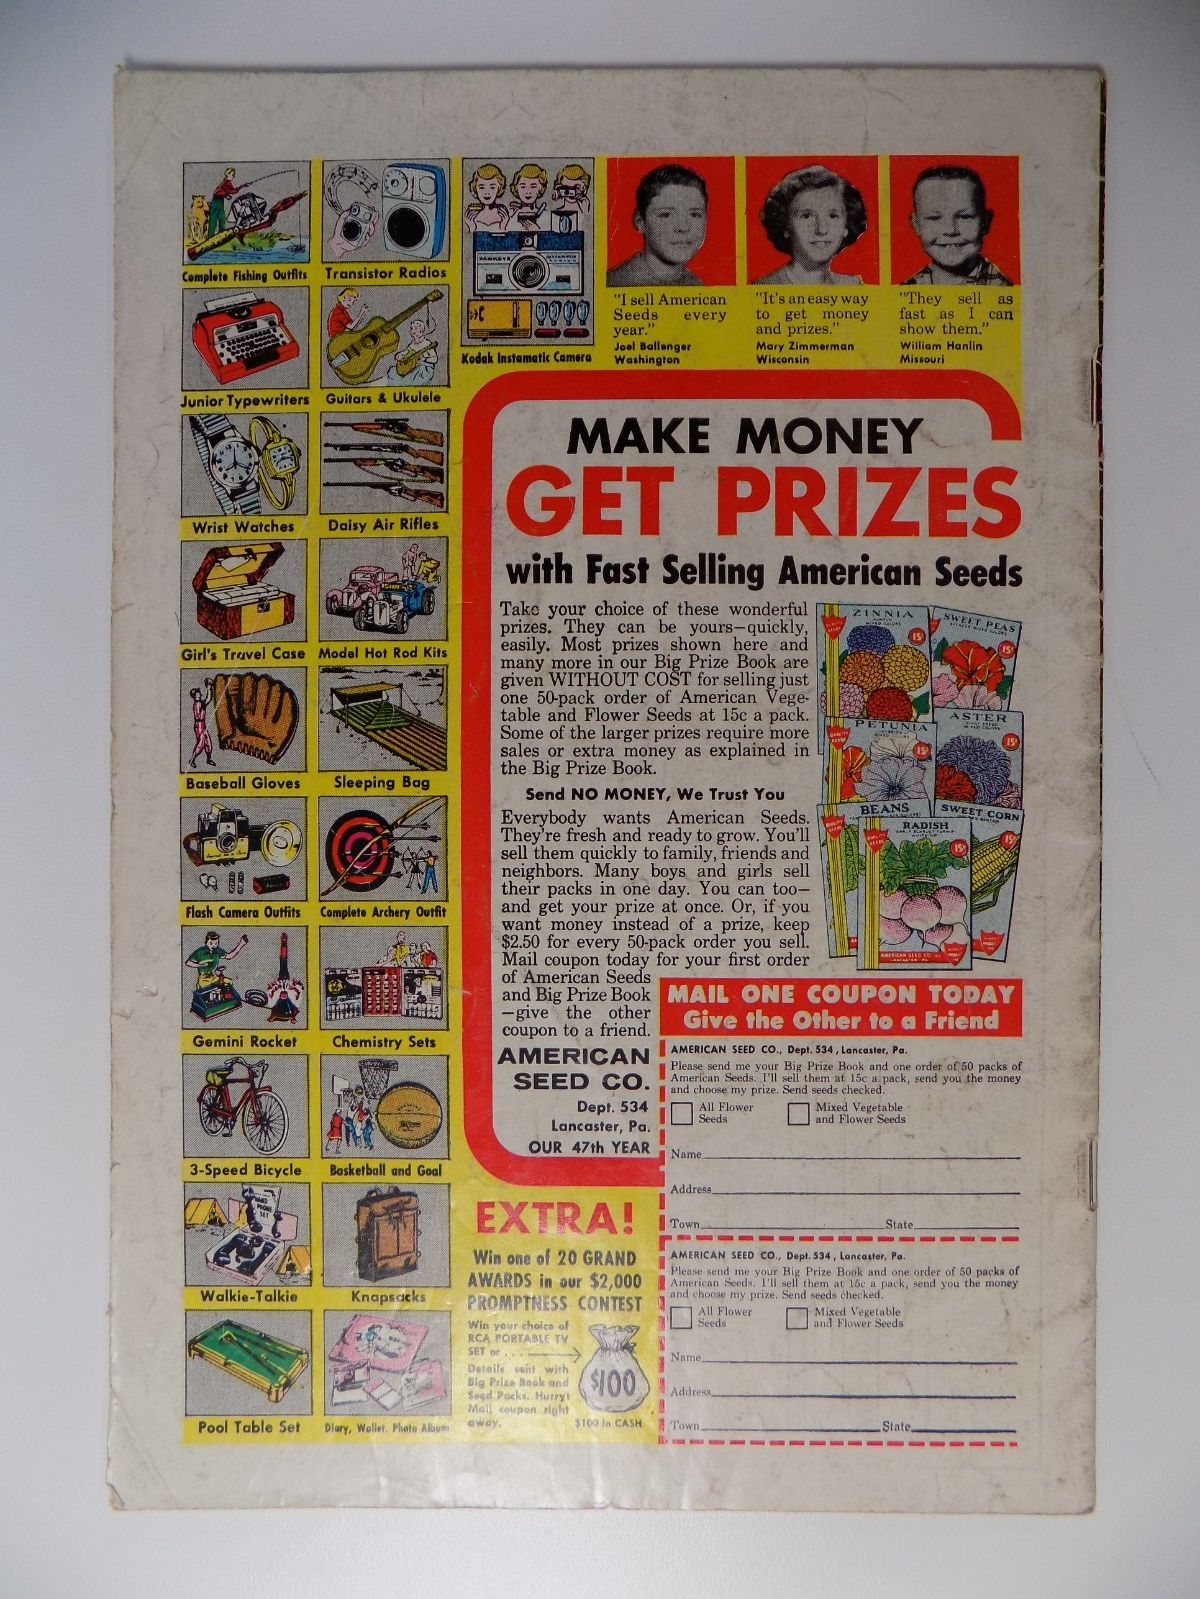 Complete Fishing Outfits
Transistor Radios
HAWKEYE
INSTAMATIC
Kodak Instamatic Camera
"I sell American
Seeds every
year."
Joel Ballenger
Washington
"It's an easy way
to get money
and prizes."
Mary Zimmerman
Wisconsin
"They sell as
fast as I can
show them."
William Hanlin
Missouri
Junior Typewriters
Guitars & Ukulele
Wrist Watches
Daisy Air Rifles
Girl's Travel Case
Model Hot Rod Kits
Baseball Gloves
Sleeping Bag
Flash Camera Outfits
Complete Archery Outfit
Gemini Rocket
Chemistry Sets
3-Speed Bicycle
Basketball and Goal
Walkie-Talkie
Knapsacks
Pool Table Set
Diary, Wallet, Photo Album
MAKE MONEY
GET PRIZES
with Fast Selling American Seeds
Take your choice of these wonderful
prizes. They can be yours—quickly,
easily. Most prizes shown here and
many more in our Big Prize Book are
given WITHOUT COST for selling just
one 50-pack order of American Vege-
table and Flower Seeds at 15c a pack.
Some of the larger prizes require more
sales or extra money as explained in
the Big Prize Book.
Send NO MONEY, We Trust You
Everybody wants American Seeds.
They're fresh and ready to grow. You'll
sell them quickly to family, friends and
neighbors. Many boys and girls sell
their packs in one day. You can too—
and get your prize at once. Or, if you
want money instead of a prize, keep
$2.50 for every 50-pack order you sell.
Mail coupon today for your first order
of American Seeds
and Big Prize Book
—give the other
coupon to a friend.
AMERICAN
SEED CO.
Dept. 534
Lancaster, Pa.
OUR 47th YEAR
ZINNIA
15¢
SWEET PEAS
15¢
PETUNIA
15¢
ASTER
15¢
BEANS
SWEET CORN
15¢
RADISH
15¢
AMERICAN SEED CO.
LANCASTER, PA.
MAIL ONE COUPON TODAY
Give the Other to a Friend
AMERICAN SEED CO., Dept. 534, Lancaster, Pa.
Please send me your Big Prize Book and one order of 50 packs of
American Seeds. I'll sell them at 15c a pack, send you the money
and choose my prize. Send seeds checked.
All Flower
Seeds
Mixed Vegetable
and Flower Seeds
Name
Address
Town State
AMERICAN SEED CO., Dept. 534, Lancaster, Pa.
Please send me your Big Prize Book and one order of 50 packs of
American Seeds. I'll sell them at 15c a pack, send you the money
and choose my prize. Send seeds checked.
All Flower
Seeds
Mixed Vegetable
and Flower Seeds
Name
Address
Town State
EXTRA!
Win one of 20 GRAND
AWARDS in our $2,000
PROMPTNESS CONTEST
Win your choice of
RCA PORTABLE TV
SET or . . .
Details sent with
Big Prize Book and
Seed Packs. Hurry!
Mail coupon right
away.
$100
$100 in CASH